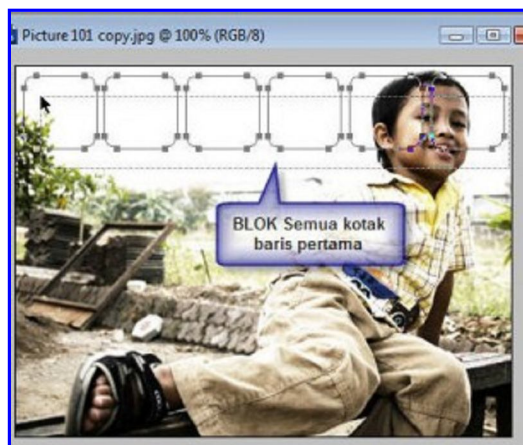 Picture 101 copy.jpg @ 100% (RGB/8)
BLOK Semua kotak
baris pertama